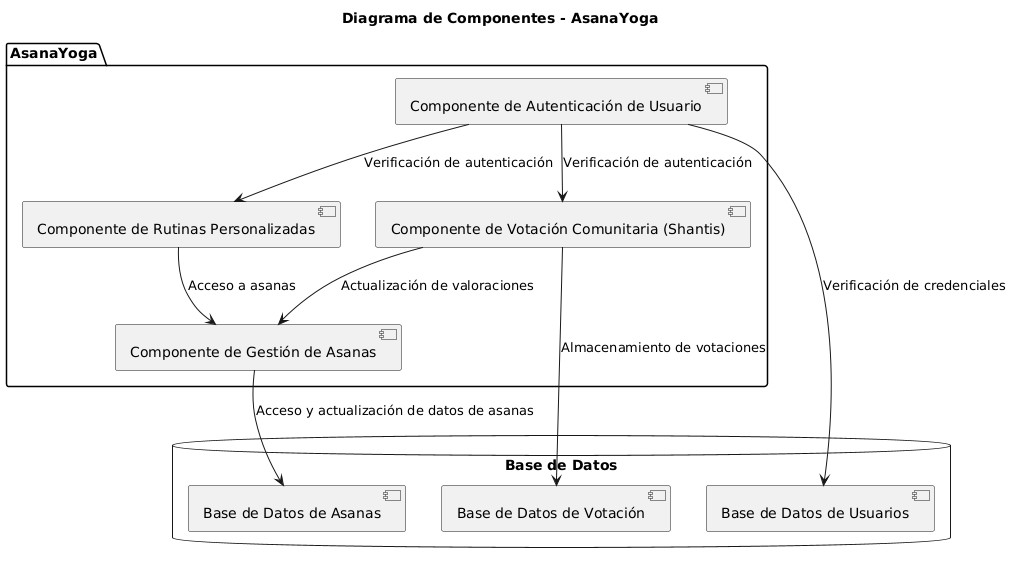 Diagrama de Componentes - AsanaYoga
AsanaYoga
Componente de Autenticación de Usuario
Verificación de autenticación
Verificación de autenticación
Componente de Rutinas Personalizadas
Componente de Votación Comunitaria (Shantis)
Acceso a asanas
Actualización de valoraciones
Verificación de credenciales
Componente de Gestión de Asanas
Almacenamiento de votaciones
Acceso y actualización de datos de asanas
Base de Datos
Base de Datos de Asanas
Base de Datos de Votación
Base de Datos de Usuarios